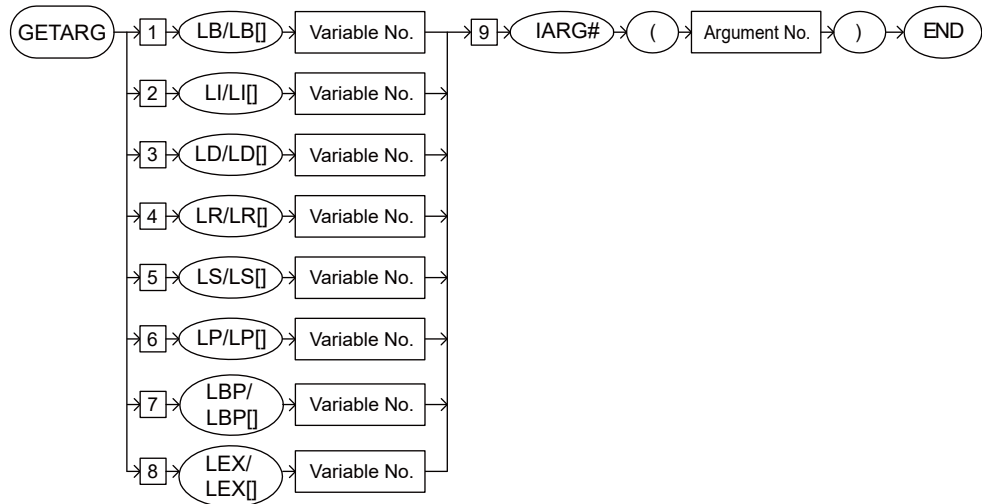 GETARG 1 LB/LB[] Variable No. 9 IARG# ( Argument No. ) END
2 LI/LI[] Variable No.
3 LD/LD[] Variable No.
4 LR/LR[] Variable No.
5 LS/LS[] Variable No.
6 LP/LP[] Variable No.
7 LBP/
LBP[] Variable No.
8 LEX/
LEX[] Variable No.